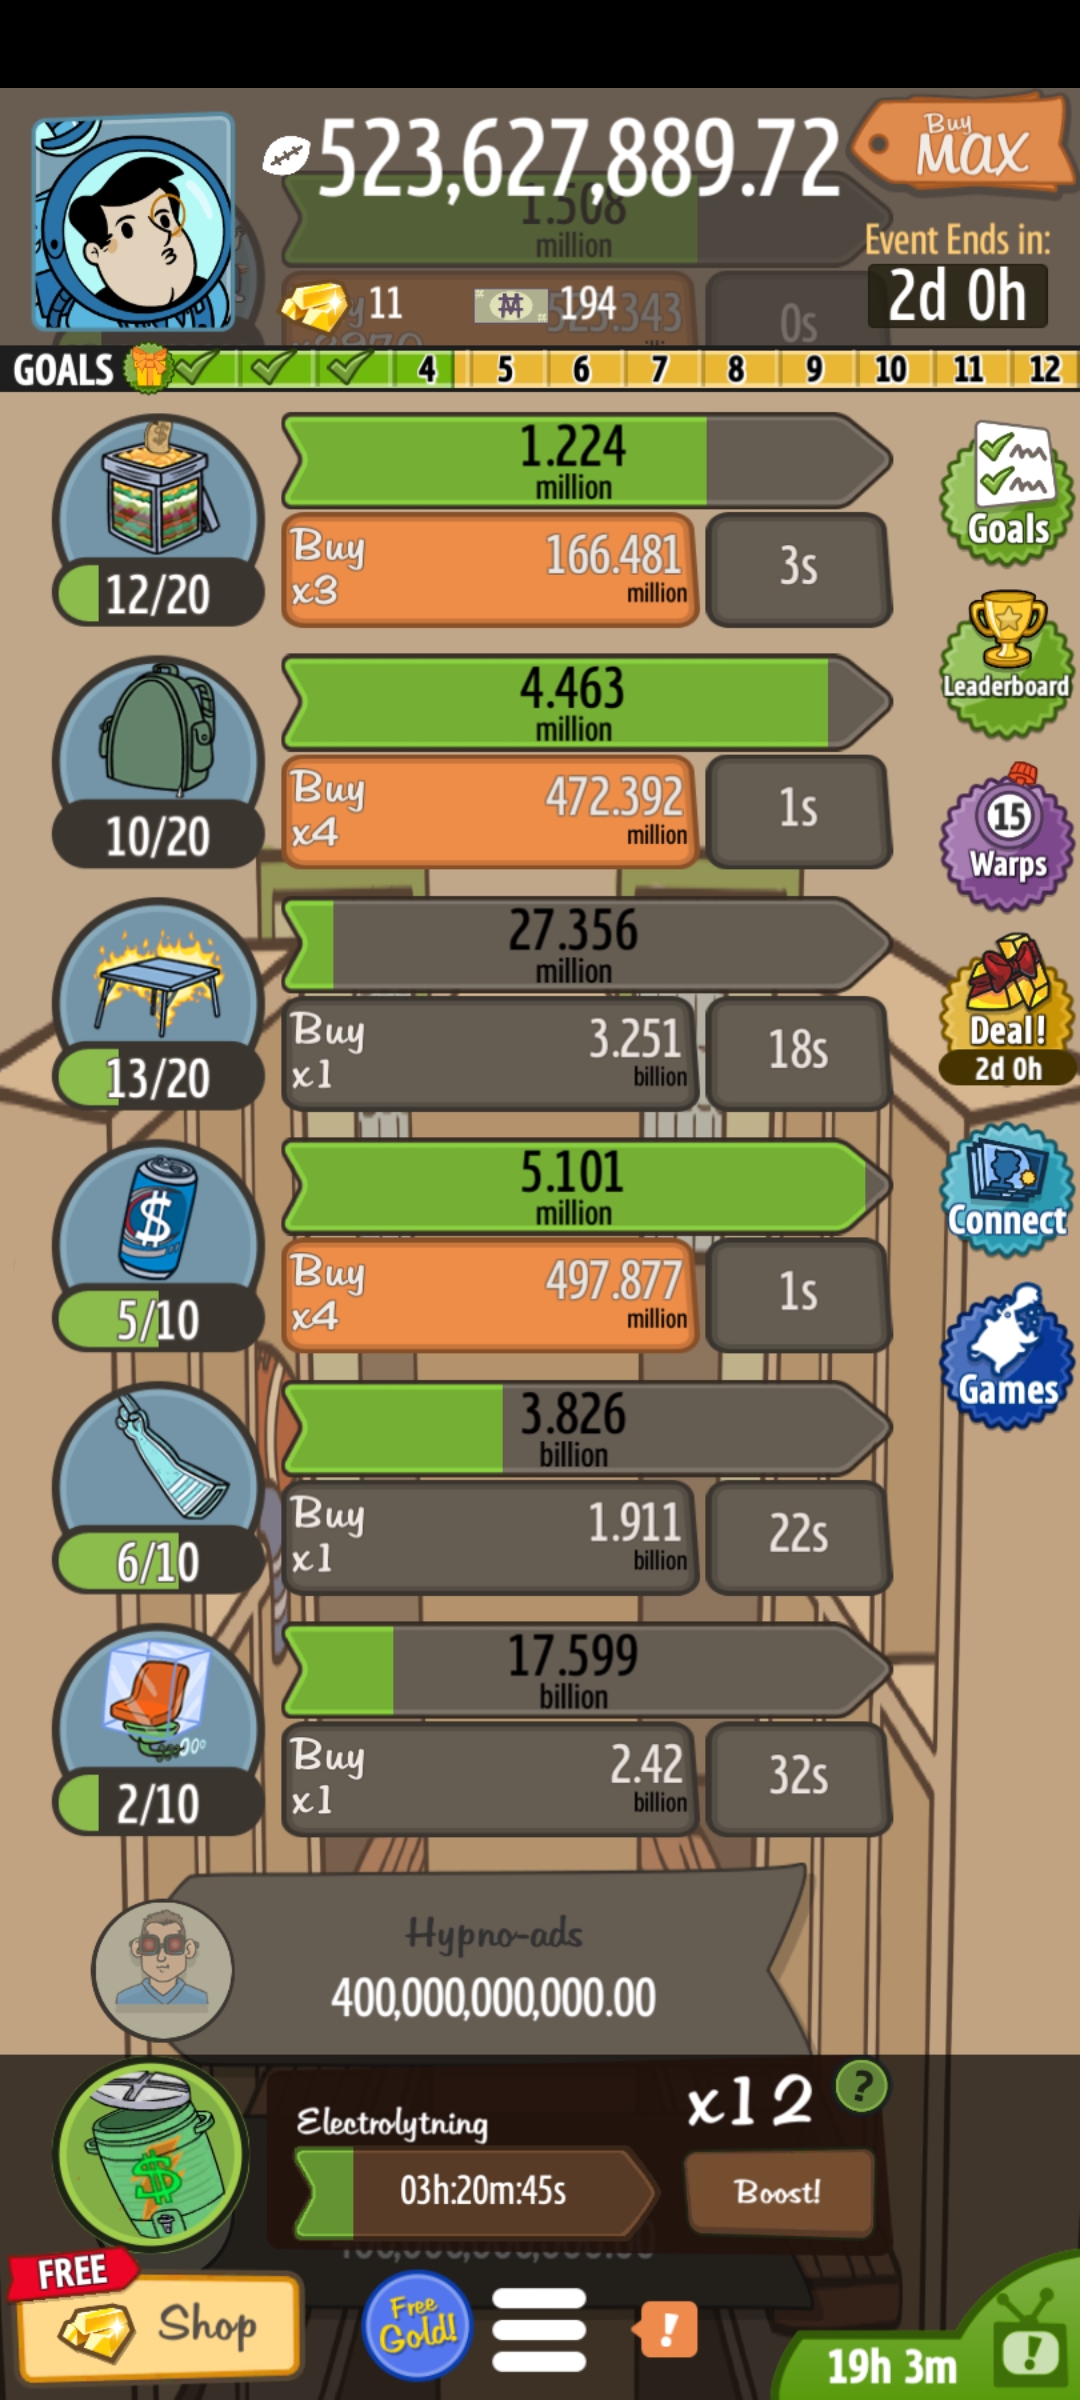 523,627,889.72
Buy
MAX
1.508
million
Event Ends in:
2d 0h
11
194
0s
GOALS 4 5 6 7 8 9 10 11 12
1.224
million
Buy
x3
166.481
million
3s
12/20
Goals
4.463
million
Buy
x4
472.392
million
1s
10/20
Leaderboard
15
Warps
27.356
million
Buy
x1
3.251
billion
18s
13/20
Deal!
2d 0h
5.101
million
Buy
x4
497.877
million
1s
5/10
$
Connect
3.826
billion
Buy
x1
1.911
billion
22s
6/10
Games
17.599
billion
Buy
x1
2.42
billion
32s
2/10
Hypno-ads
400,000,000,000.00
Electrolytning
x12
?
03h:20m:45s
Boost!
$
FREE
Shop
Free
Gold!
!
19h 3m
!